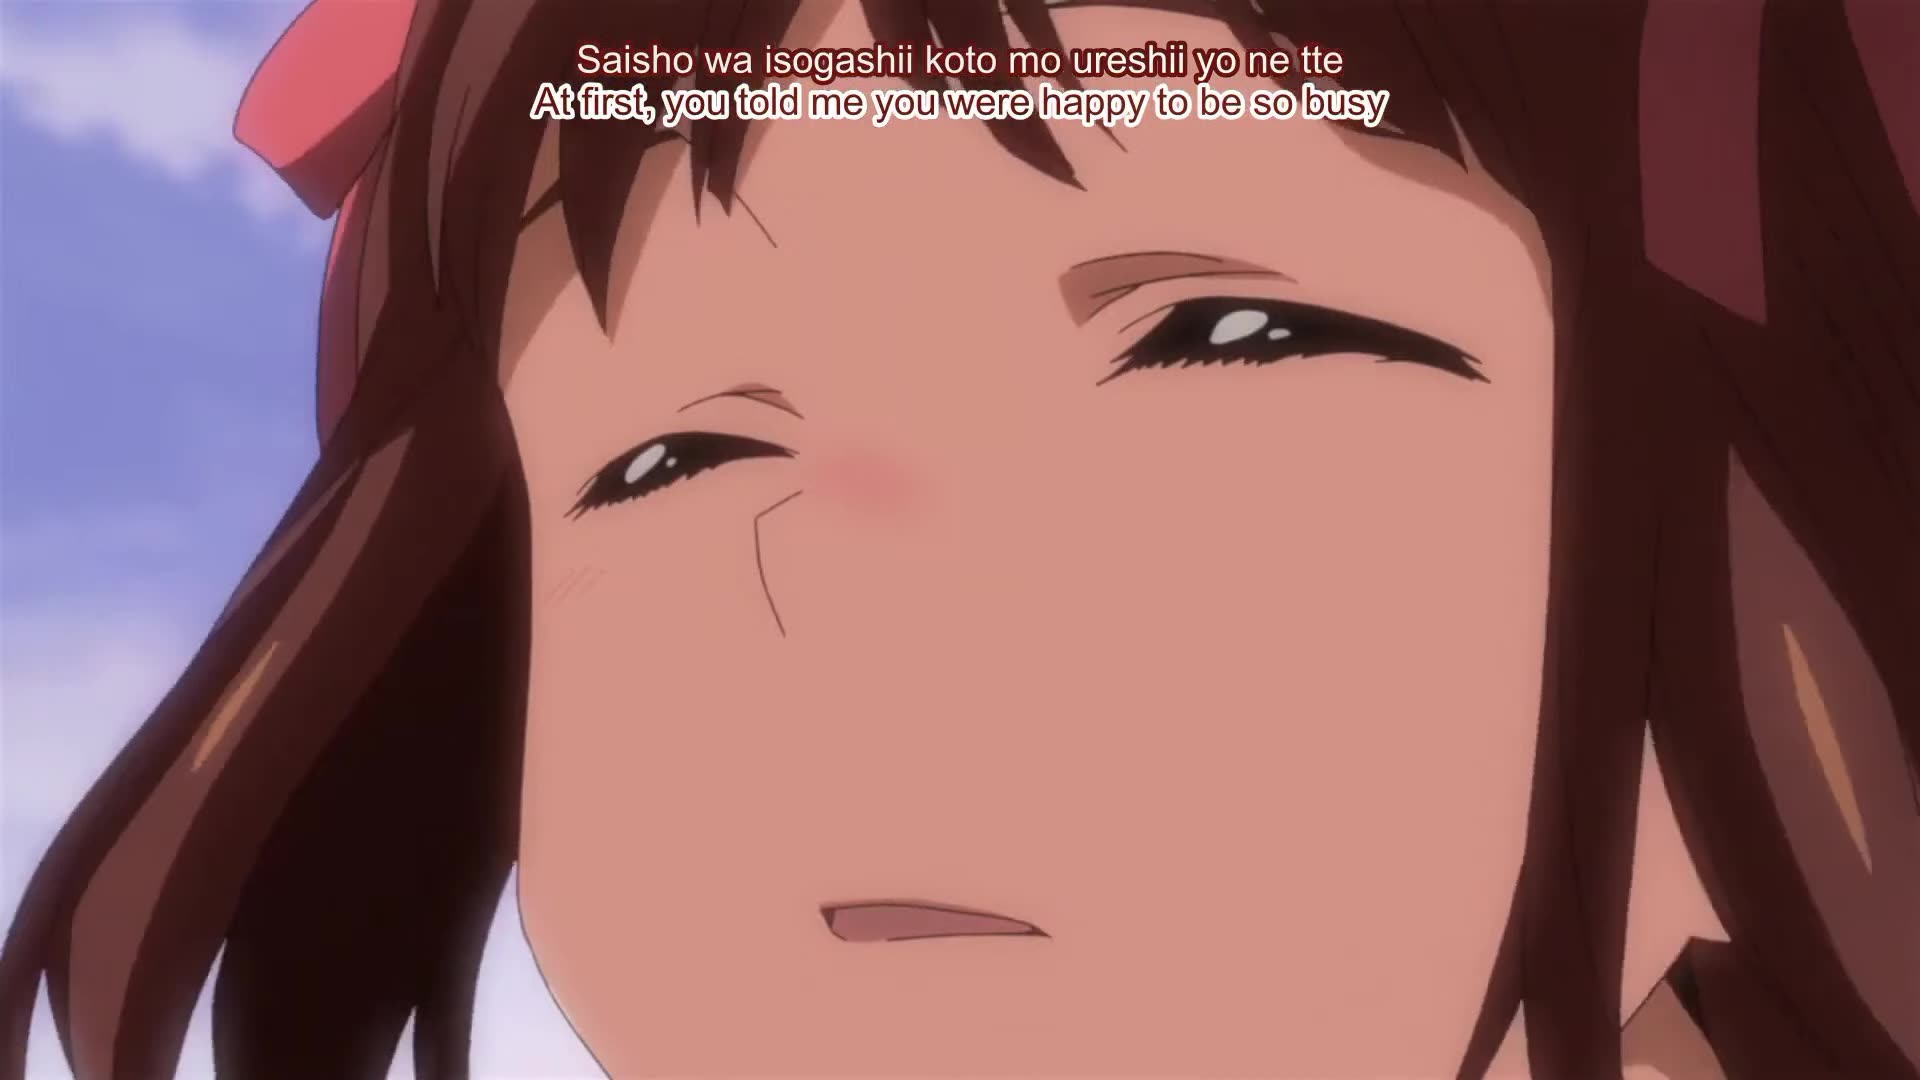 Saisho wa isogashii koto mo ureshii yo ne tte
At first, you told me you were happy to be so busy